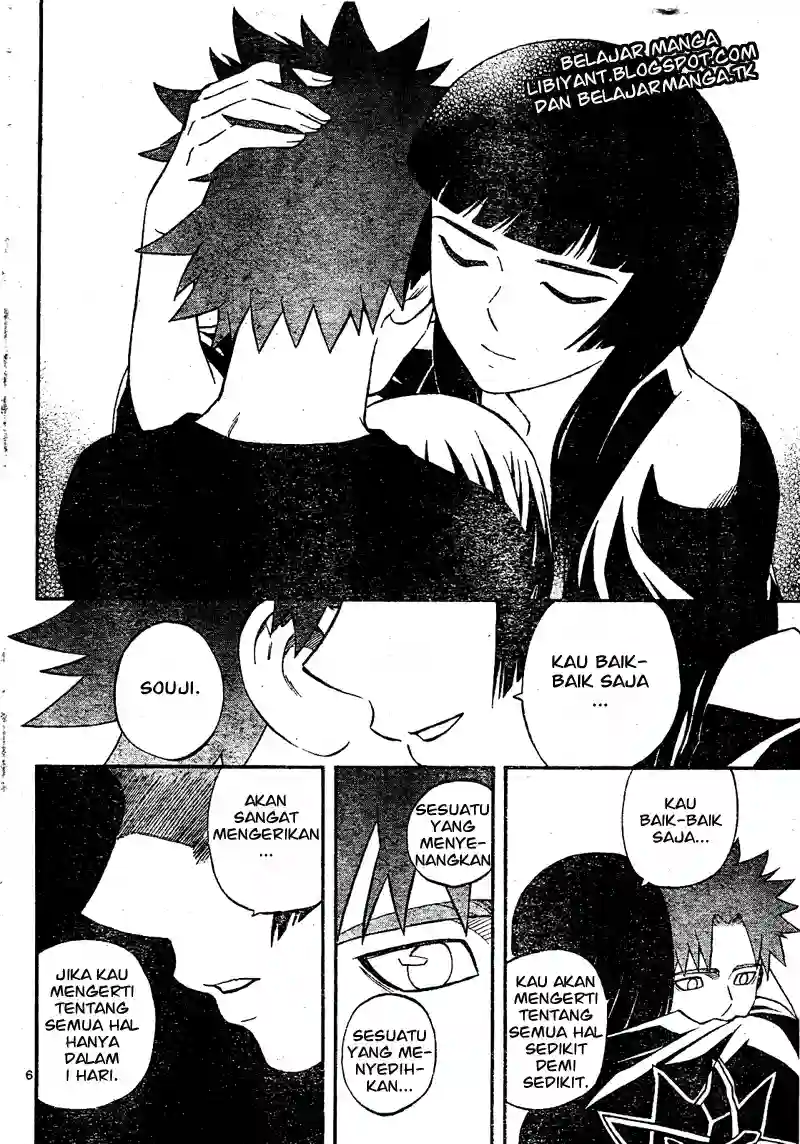 BELAJAR MANGA
LIBIYANT.BLOGSPOT.COM
DAN BELAJARMANGA.TK
KAU BAIK-
BAIK SAJA
...
SOUJI.
KAU
BAIK-BAIK
SAJA...
KAU AKAN
MENGERTI
TENTANG
SEMUA HAL
SEDIKIT
DEMI
SEDIKIT.
SESUATU
YANG
MENYE-
NANGKAN
SESUATU
YANG ME-
NYEDIH-
KAN...
AKAN
SANGAT
MENGERIKAN
...
JIKA KAU
MENGERTI
TENTANG
SEMUA HAL
HANYA
DALAM
1 HARI.
6